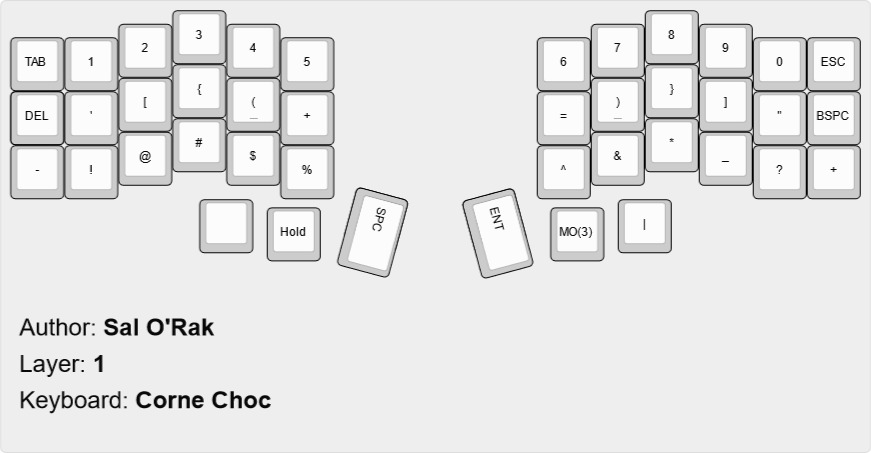 TAB 1 2 3 4 5 6 7 8 9 0 ESC
DEL ' [ { ( _ + = ) _ } ] " BSPC
- ! @ # $ % ^ & * _ ? +
Hold SPC ENT MO(3) |
Author: Sal O'Rak
Layer: 1
Keyboard: Corne Choc